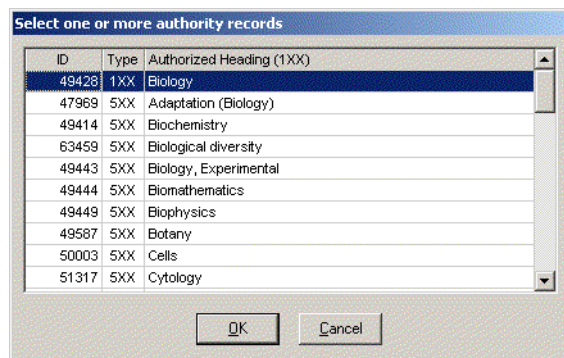 Select one or more authority records
ID Type Authorized Heading (1XX)
49428 1XX Biology
47969 5XX Adaptation (Biology)
49414 5XX Biochemistry
63459 5XX Biological diversity
49443 5XX Biology, Experimental
49444 5XX Biomathematics
49449 5XX Biophysics
49587 5XX Botany
50003 5XX Cells
51317 5XX Cytology
OK Cancel